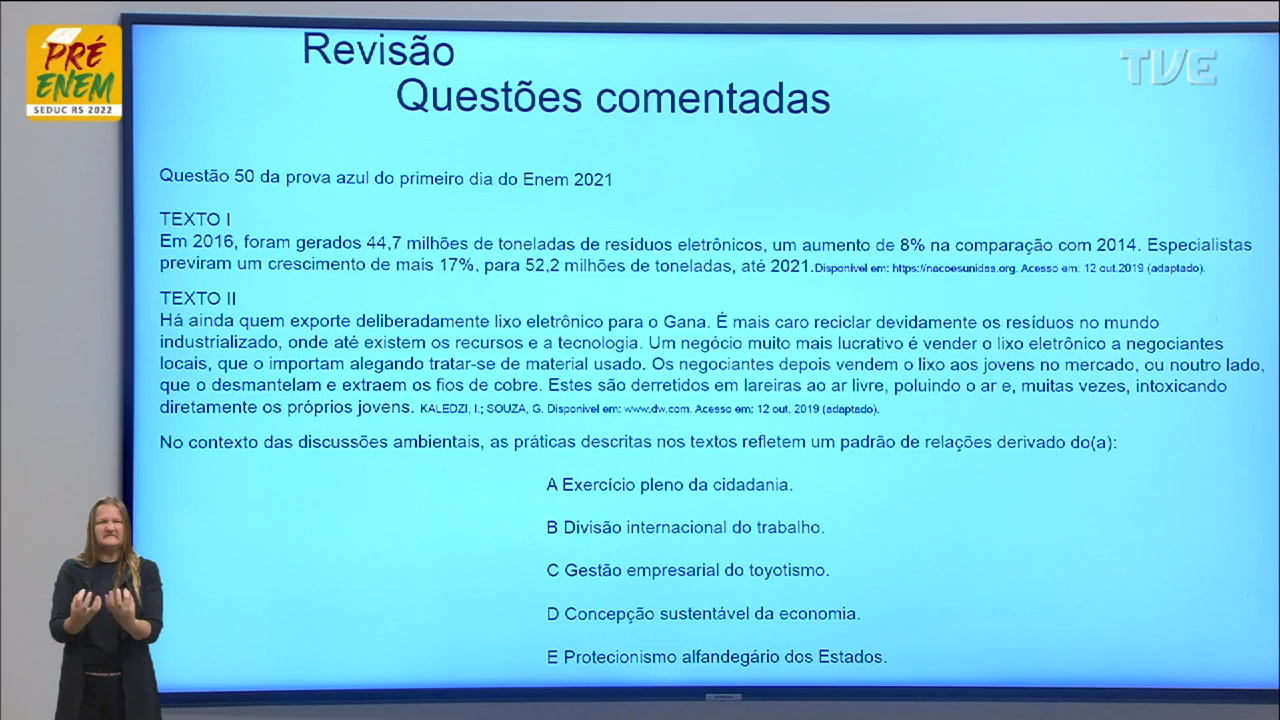 PRÉ
ENEM
SEDUC RS 2022
TVE
Revisão
Questões comentadas
Questão 50 da prova azul do primeiro dia do Enem 2021
TEXTO I
Em 2016, foram gerados 44,7 milhões de toneladas de resíduos eletrônicos, um aumento de 8% na comparação com 2014. Especialistas
previram um crescimento de mais 17%, para 52,2 milhões de toneladas, até 2021.Disponível em: https://nacoesunidas.org. Acesso em: 12 out.2019 (adaptado).
TEXTO II
Há ainda quem exporte deliberadamente lixo eletrônico para o Gana. É mais caro reciclar devidamente os resíduos no mundo
industrializado, onde até existem os recursos e a tecnologia. Um negócio muito mais lucrativo é vender o lixo eletrônico a negociantes
locais, que o importam alegando tratar-se de material usado. Os negociantes depois vendem o lixo aos jovens no mercado, ou noutro lado,
que o desmantelam e extraem os fios de cobre. Estes são derretidos em lareiras ao ar livre, poluindo o ar e, muitas vezes, intoxicando
diretamente os próprios jovens. KALEDZI, I.; SOUZA, G. Disponível em: www.dw.com. Acesso em: 12 out. 2019 (adaptado).
No contexto das discussões ambientais, as práticas descritas nos textos refletem um padrão de relações derivado do(a):
A Exercício pleno da cidadania.
B Divisão internacional do trabalho.
C Gestão empresarial do toyotismo.
D Concepção sustentável da economia.
E Protecionismo alfandegário dos Estados.